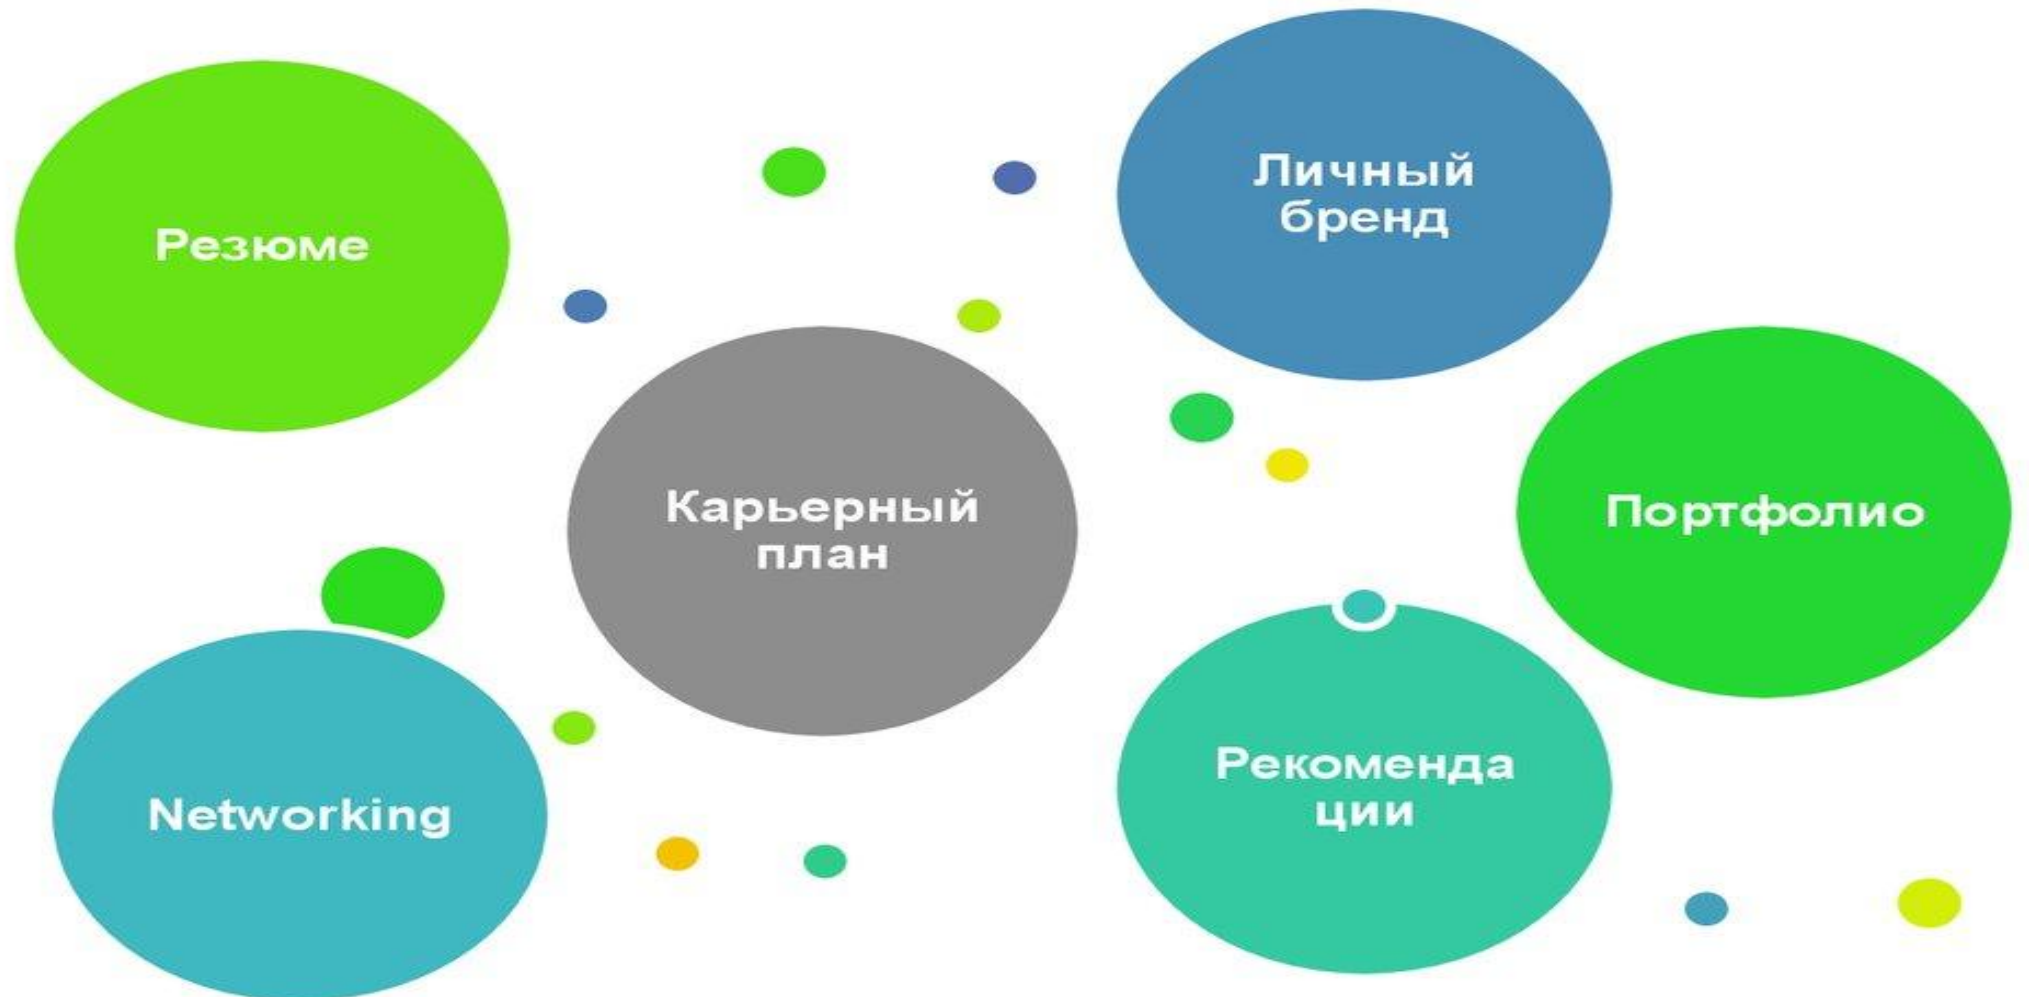 Резюме
Личный
бренд
Карьерный
план
Портфолио
Networking
Рекоменда
ции